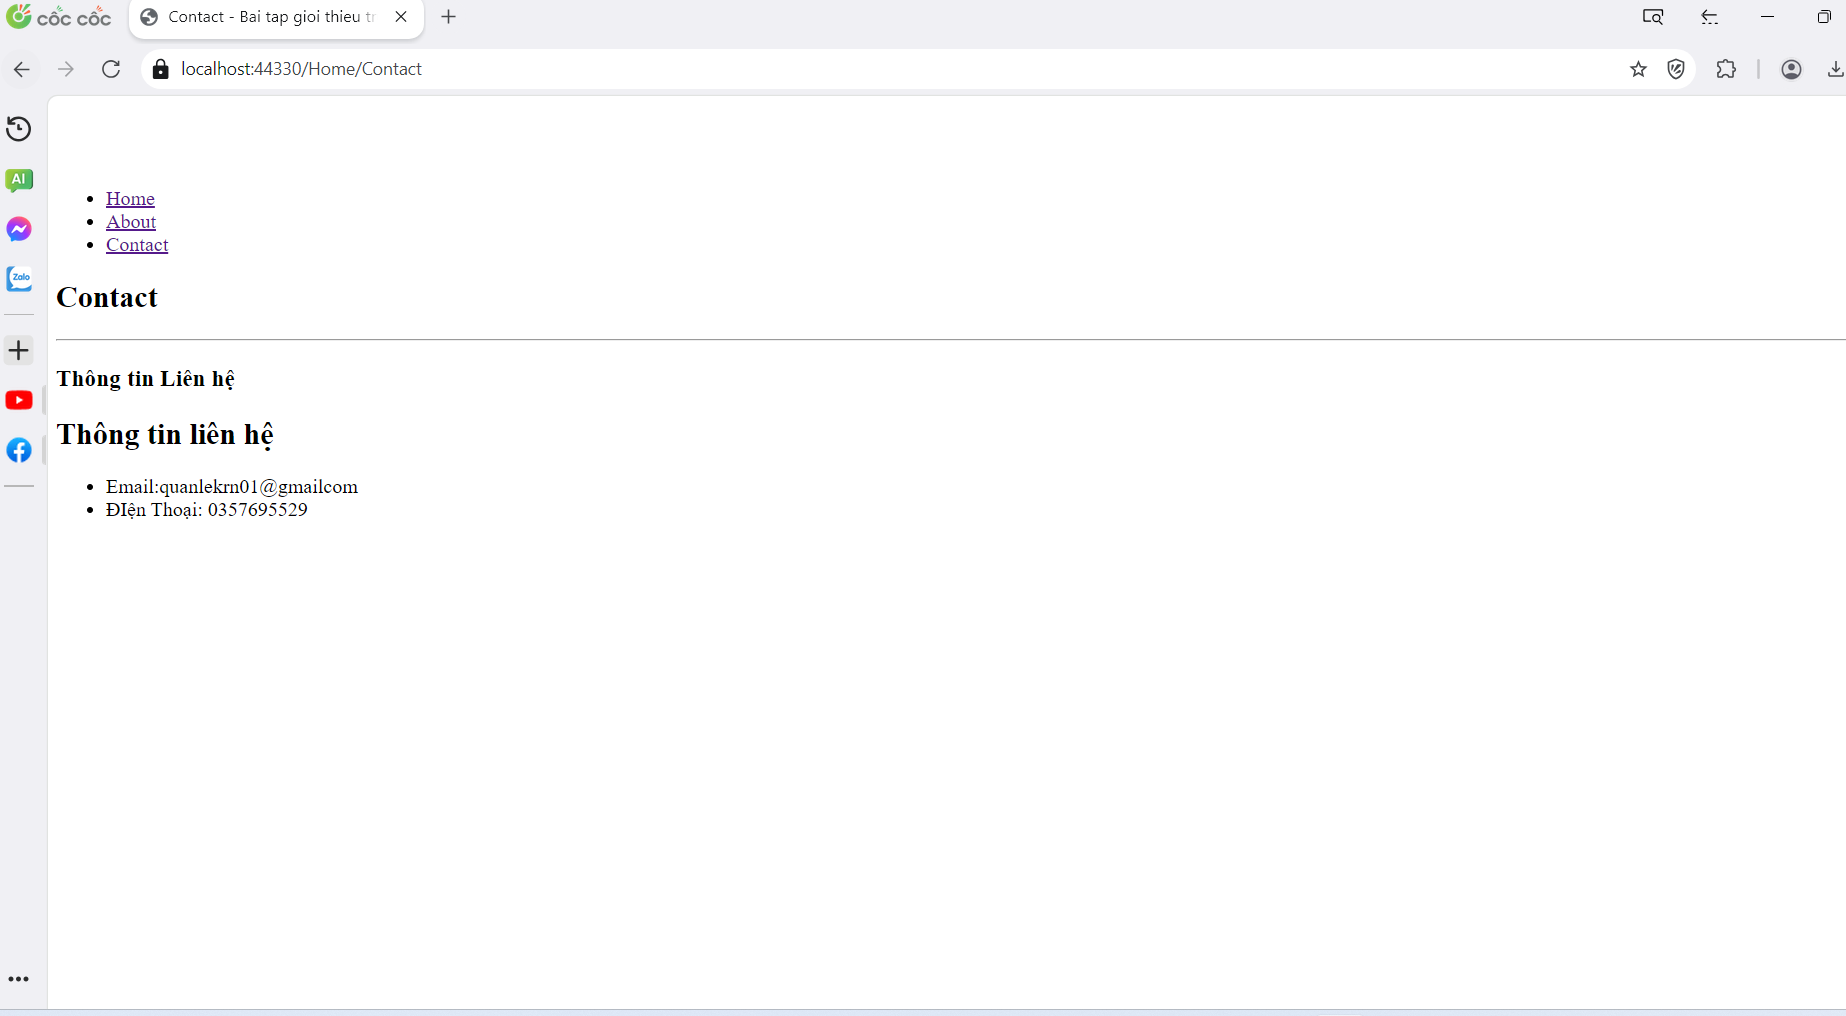 cốc cốc
Contact - Bai tap gioi thieu tr
localhost:44330/Home/Contact
AI
Zalo
Home
About
Contact
Contact
Thông tin Liên hệ
Thông tin liên hệ
Email:quanlekrn01@gmailcom
ĐIện Thoại: 0357695529